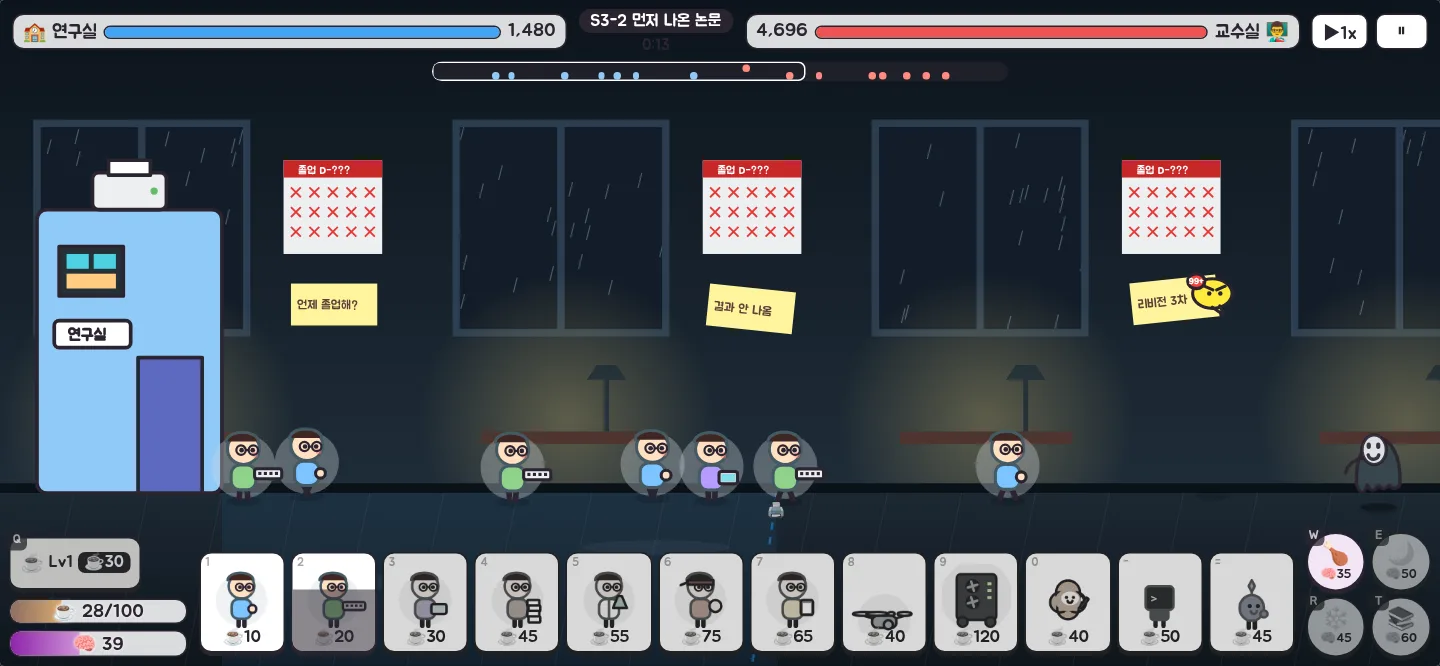 연구실
1,480
S3-2 먼저 나온 논문
0:13
4,696
교수실
▶1x
⏸
졸업 D-???
졸업 D-???
졸업 D-???
언제 졸업해?
결과 안 나옴
리비전 3차
99+
연구실
Q
Lv1 30
28/100
39
1
10
2
20
3
30
4
45
5
55
6
75
7
65
8
40
9
120
0
40
-
>
50
=
45
W
35
E
50
R
45
T
60